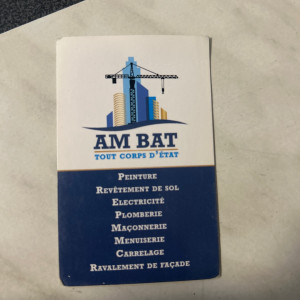 AM BAT
TOUT CORPS D'ÉTAT
PEINTURE
REVÊTEMENT DE SOL
ELECTRICITÉ
PLOMBERIE
MAÇONNERIE
MENUISERIE
CARRELAGE
RAVALEMENT DE FAÇADE